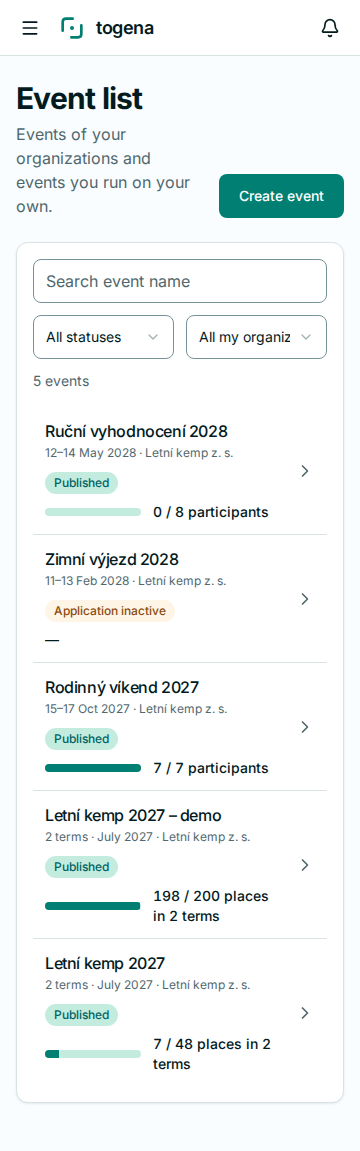 togena
Event list
Events of your
organizations and
events you run on your
own.
Create event
Search event name
All statuses
All my organiz
5 events
Ruční vyhodnocení 2028
12–14 May 2028 · Letní kemp z. s.
Published
0 / 8 participants
Zimní výjezd 2028
11–13 Feb 2028 · Letní kemp z. s.
Application inactive
—
Rodinný víkend 2027
15–17 Oct 2027 · Letní kemp z. s.
Published
7 / 7 participants
Letní kemp 2027 – demo
2 terms · July 2027 · Letní kemp z. s.
Published
198 / 200 places
in 2 terms
Letní kemp 2027
2 terms · July 2027 · Letní kemp z. s.
Published
7 / 48 places in 2
terms